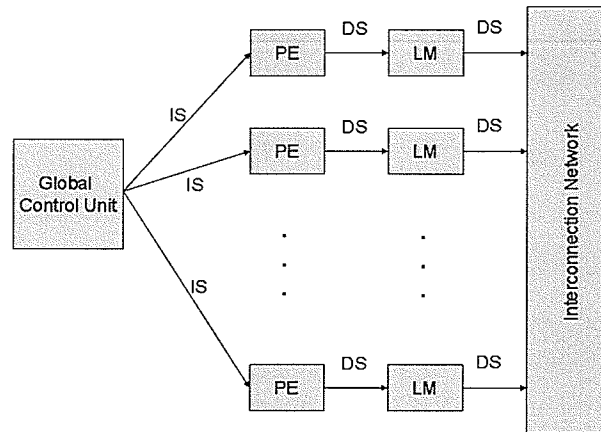 DS DS
PE LM
IS
DS DS
PE LM
IS
Global
Control Unit
Interconnection Network
IS
DS DS
PE LM